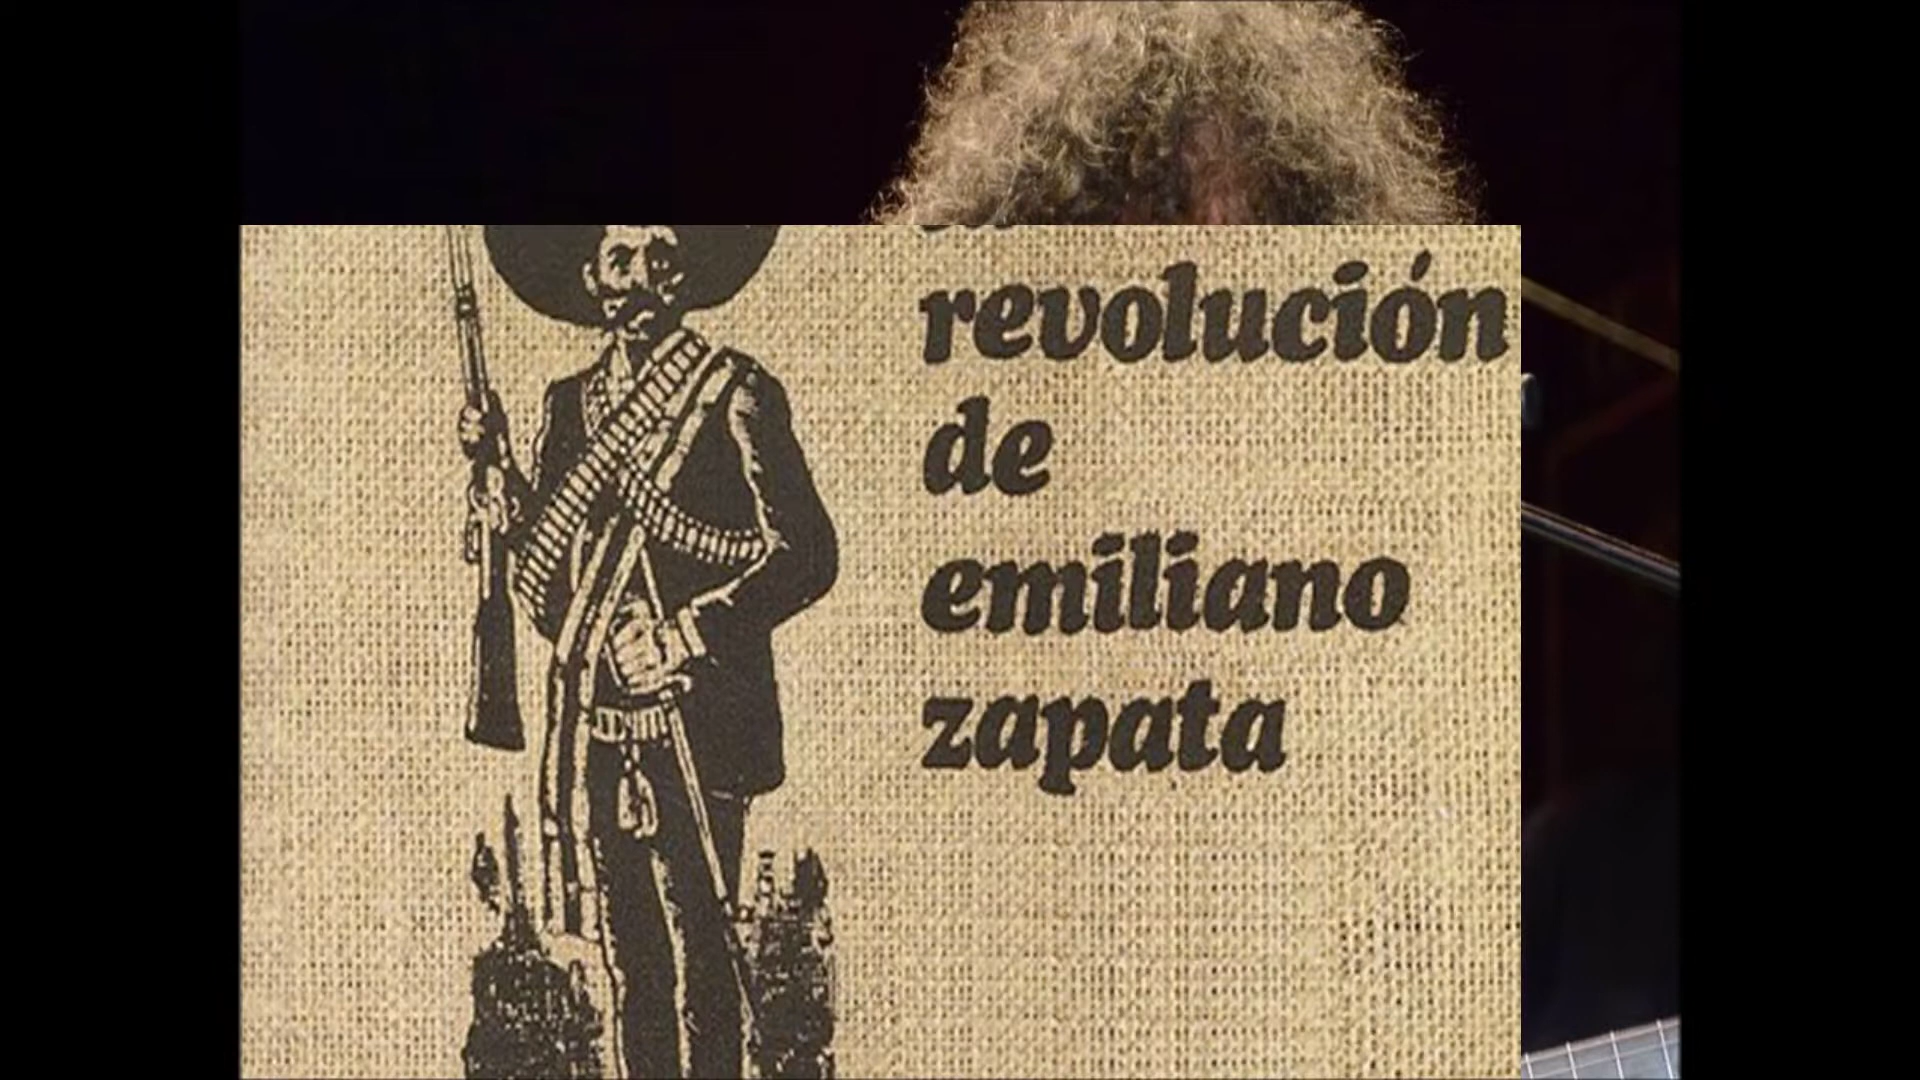 revolución
de
emiliano
zapata